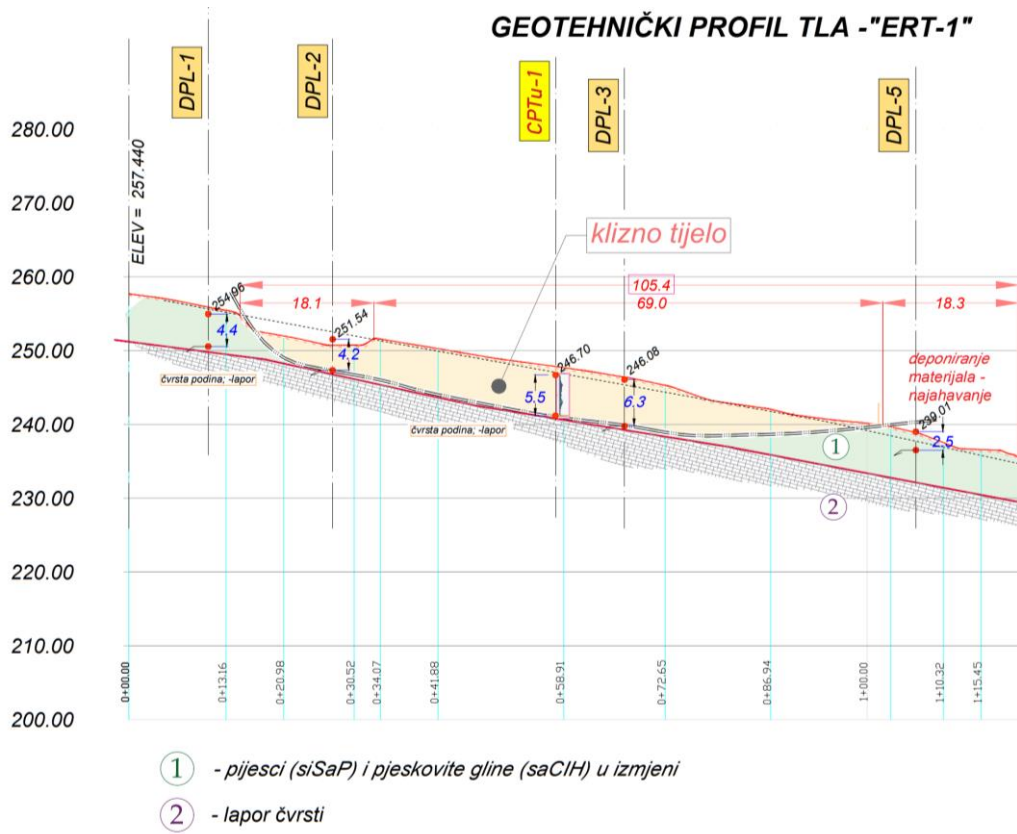 GEOTEHNIČKI PROFIL TLA -"ERT-1"
DPL-1
DPL-2
CPTu-1
DPL-3
DPL-5
280.00
270.00
260.00
250.00
240.00
230.00
220.00
210.00
200.00
ELEV = 257.440
klizno tijelo
105.4
18.1
69.0
18.3
254.96
251.54
246.70
246.08
239.01
4.4
4.2
5.5
6.3
2.5
čvrsta podina; -lapor
čvrsta podina; -lapor
deponiranje
materijala -
najahavanje
1
2
0+00.00
0+13.16
0+20.98
0+30.52
0+34.07
0+41.88
0+58.91
0+72.65
0+86.94
1+00.00
1+10.32
1+15.45
1 - pijesci (siSaP) i pjeskovite gline (saCIH) u izmjeni
2 - lapor čvrsti